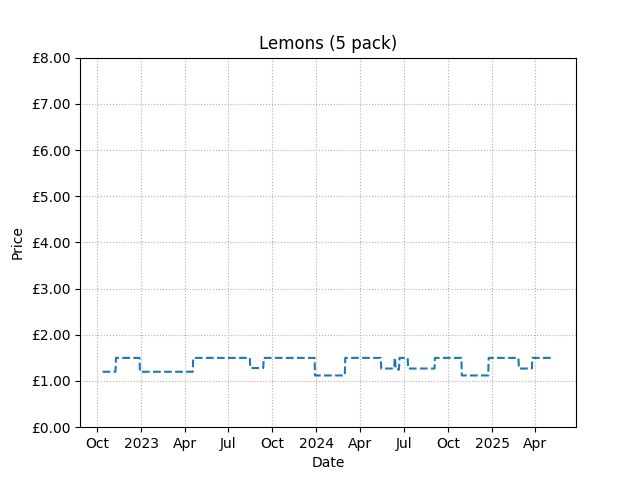 Lemons (5 pack)
£8.00
£7.00
£6.00
£5.00
£4.00
£3.00
£2.00
£1.00
£0.00
Price
Oct 2023 Apr Jul Oct 2024 Apr Jul Oct 2025 Apr
Date